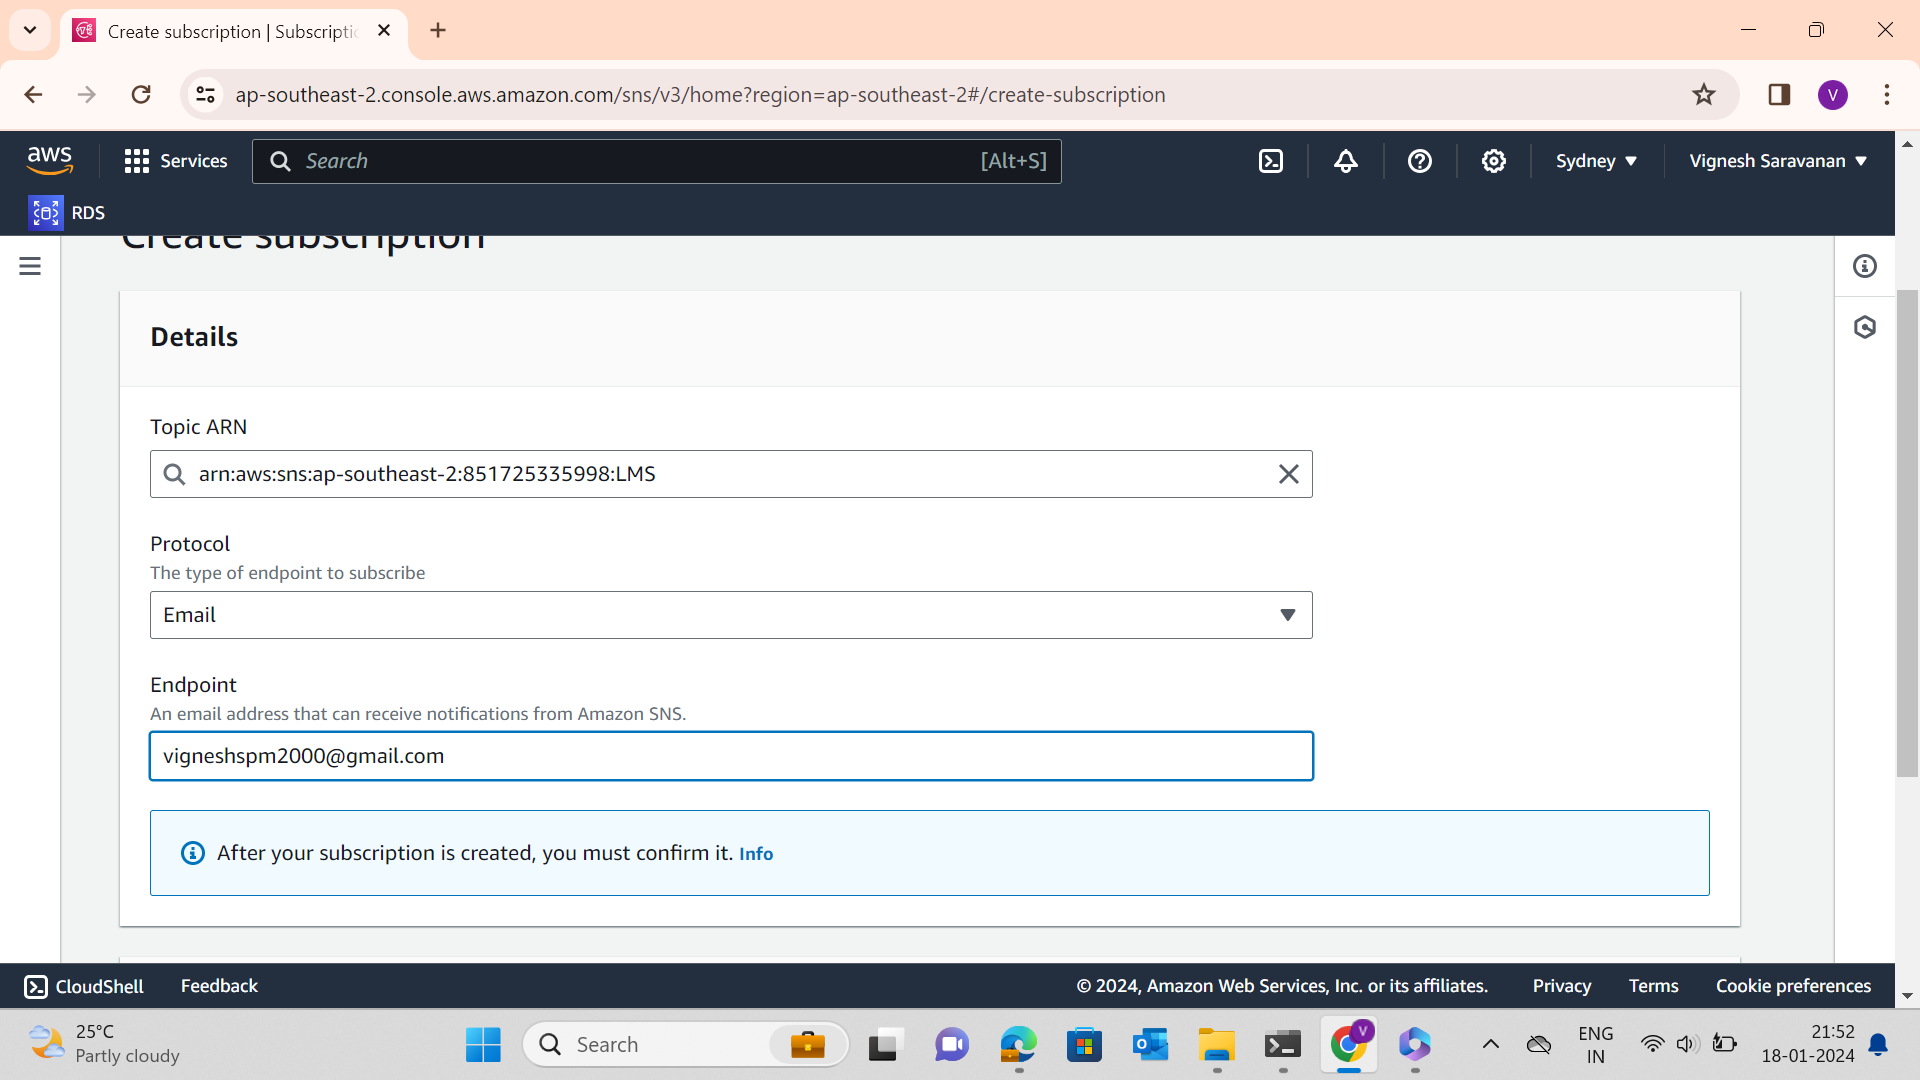 Create subscription | Subscriptio
ap-southeast-2.console.aws.amazon.com/sns/v3/home?region=ap-southeast-2#/create-subscription
V
aws
Services
Search
[Alt+S]
Sydney
Vignesh Saravanan
RDS
Create subscription
Details
Topic ARN
arn:aws:sns:ap-southeast-2:851725335998:LMS
Protocol
The type of endpoint to subscribe
Email
Endpoint
An email address that can receive notifications from Amazon SNS.
vigneshspm2000@gmail.com
After your subscription is created, you must confirm it. Info
CloudShell
Feedback
© 2024, Amazon Web Services, Inc. or its affiliates.
Privacy
Terms
Cookie preferences
25°C
Partly cloudy
Search
V
ENG
IN
21:52
18-01-2024